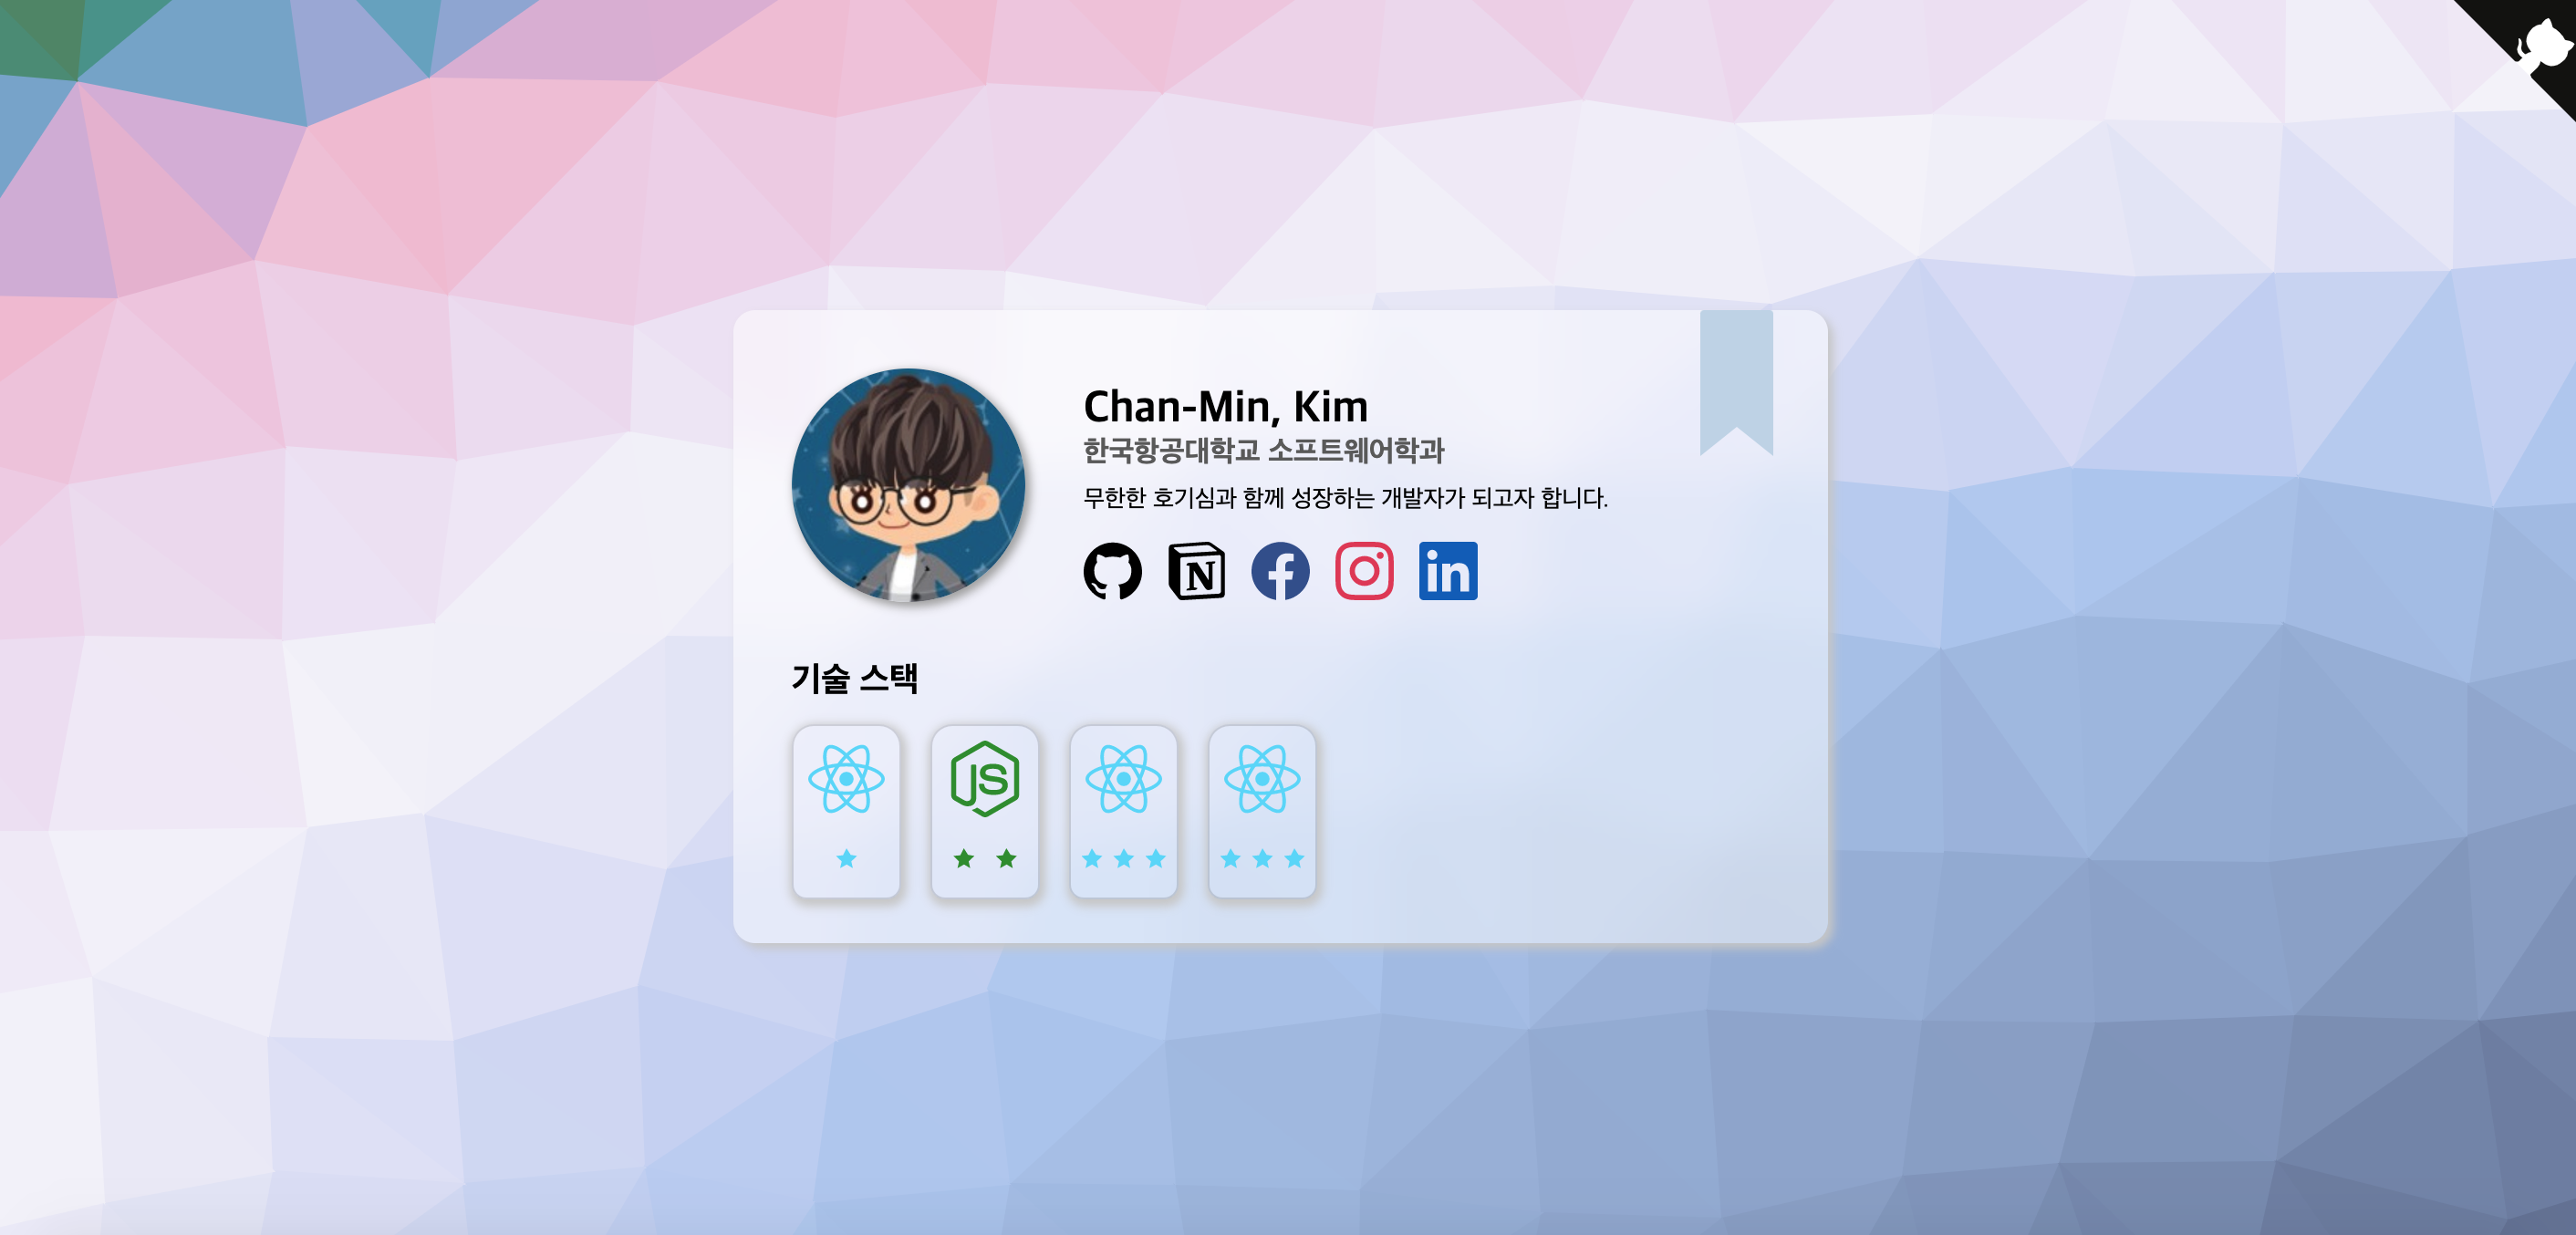 Chan-Min, Kim
한국항공대학교 소프트웨어학과
무한한 호기심과 함께 성장하는 개발자가 되고자 합니다.
N
in
기술 스택
JS